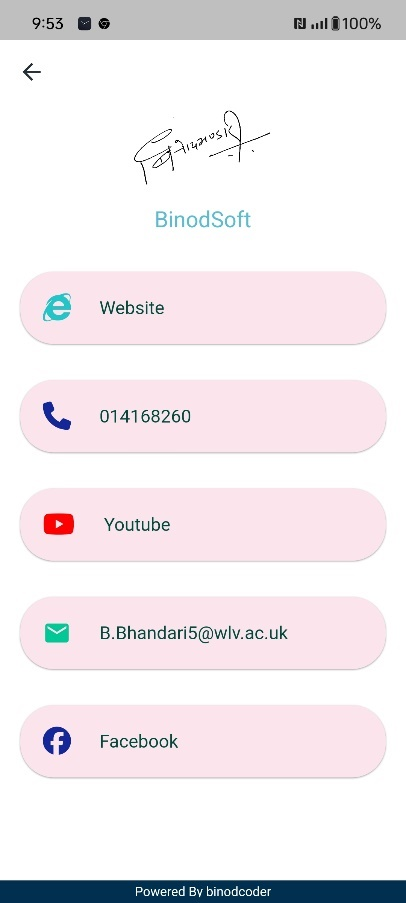 9:53
100%
BinodSoft
Website
014168260
Youtube
B.Bhandari5@wlv.ac.uk
Facebook
Powered By binodcoder